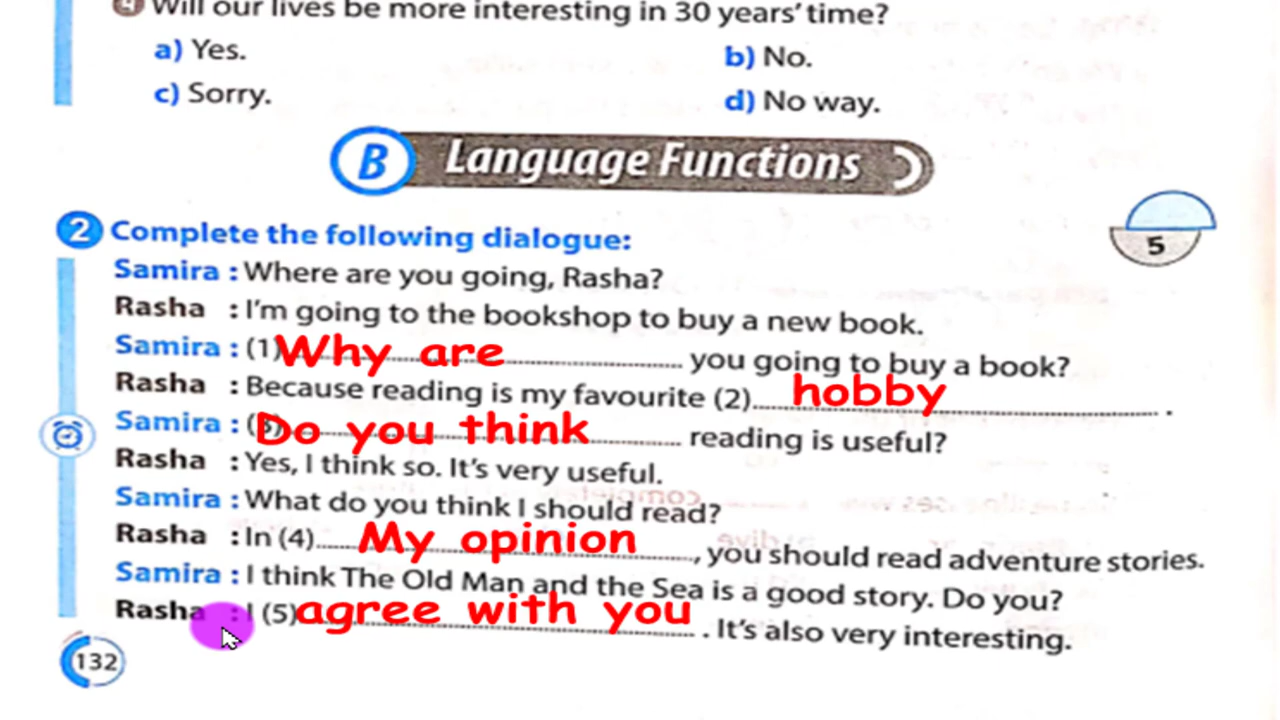 4 Will our lives be more interesting in 30 years' time?
a) Yes. b) No.
c) Sorry. d) No way.
B Language Functions
2 Complete the following dialogue: 5
Samira : Where are you going, Rasha?
Rasha : I'm going to the bookshop to buy a new book.
Samira : (1) Why are you going to buy a book?
Rasha : Because reading is my favourite (2) hobby .
Samira : (3) Do you think reading is useful?
Rasha : Yes, I think so. It's very useful.
Samira : What do you think I should read?
Rasha : In (4) My opinion , you should read adventure stories.
Samira : I think The Old Man and the Sea is a good story. Do you?
Rasha : I (5) agree with you . It's also very interesting.
132